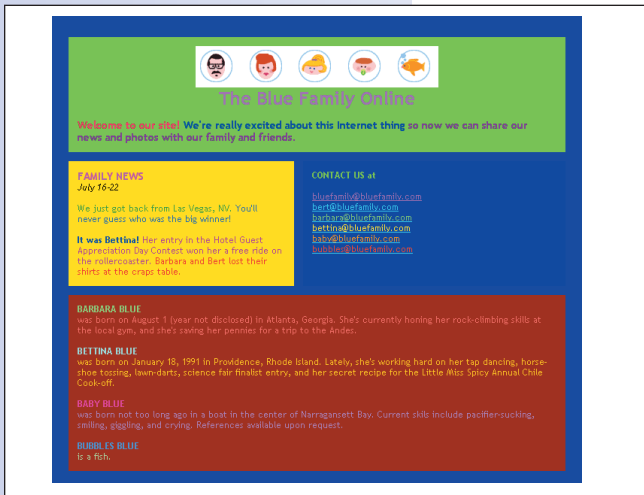 The Blue Family Online
Welcome to our site! We're really excited about this Internet thing so now we can share our
news and photos with our family and friends.
FAMILY NEWS
July 16-22
We just got back from Las Vegas, NV. You'll
never guess who was the big winner!
It was Bettina! Her entry in the Hotel Guest
Appreciation Day Contest won her a free ride on
the rollercoaster. Barbara and Bert lost their
shirts at the craps table.
CONTACT US at
bluefamily@bluefamily.com
bert@bluefamily.com
barbara@bluefamily.com
bettina@bluefamily.com
baby@bluefamily.com
bubbles@bluefamily.com
BARBARA BLUE
was born on August 1 (year not disclosed) in Atlanta, Georgia. She's currently honing her rock-climbing skills at
the local gym, and she's saving her pennies for a trip to the Andes.
BETTINA BLUE
was born on January 18, 1991 in Providence, Rhode Island. Lately, she's working hard on her tap dancing, horse-
shoe tossing, lawn-darts, science fair finalist entry, and her secret recipe for the Little Miss Spicy Annual Chile
Cook-off.
BABY BLUE
was born not too long ago in a boat in the center of Narragansett Bay. Current skils include pacifier-sucking,
smiling, giggling, and crying. References available upon request.
BUBBLES BLUE
is a fish.